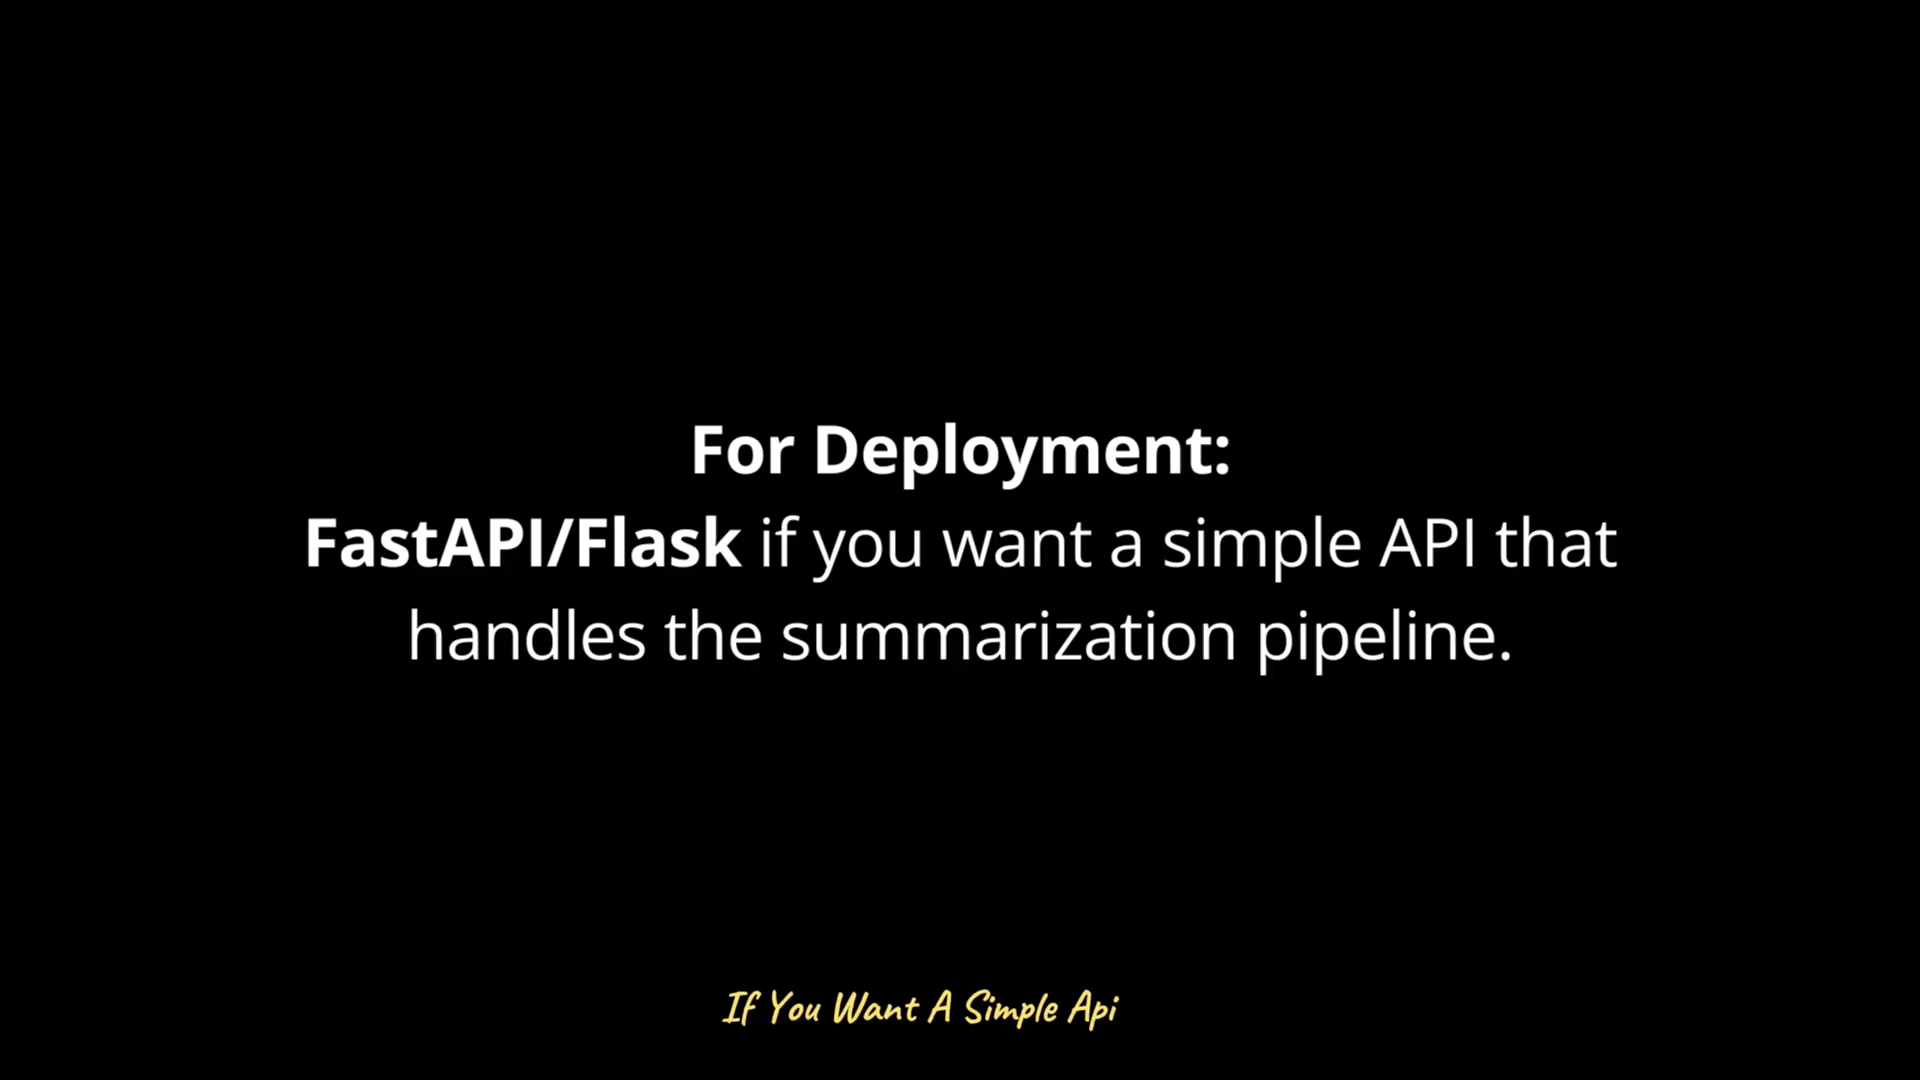 For Deployment:
FastAPI/Flask if you want a simple API that
handles the summarization pipeline.
If You Want A Simple Api